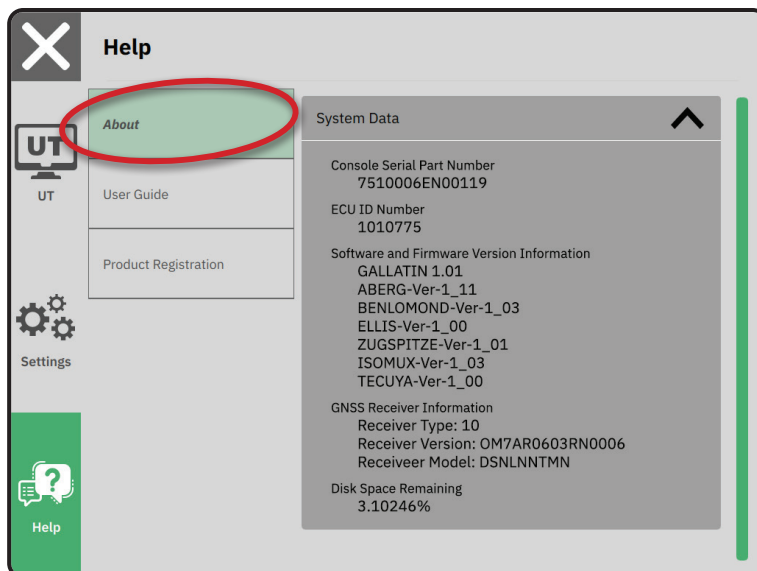 Help
About
User Guide
Product Registration
UT
UT
Settings
Help
System Data
Console Serial Part Number
7510006EN00119
ECU ID Number
1010775
Software and Firmware Version Information
GALLATIN 1.01
ABERG-Ver-1_11
BENLOMOND-Ver-1_03
ELLIS-Ver-1_00
ZUGSPITZE-Ver-1_01
ISOMUX-Ver-1_03
TECUYA-Ver-1_00
GNSS Receiver Information
Receiver Type: 10
Receiver Version: OM7AR0603RN0006
Receiveer Model: DSNLNNTMN
Disk Space Remaining
3.10246%